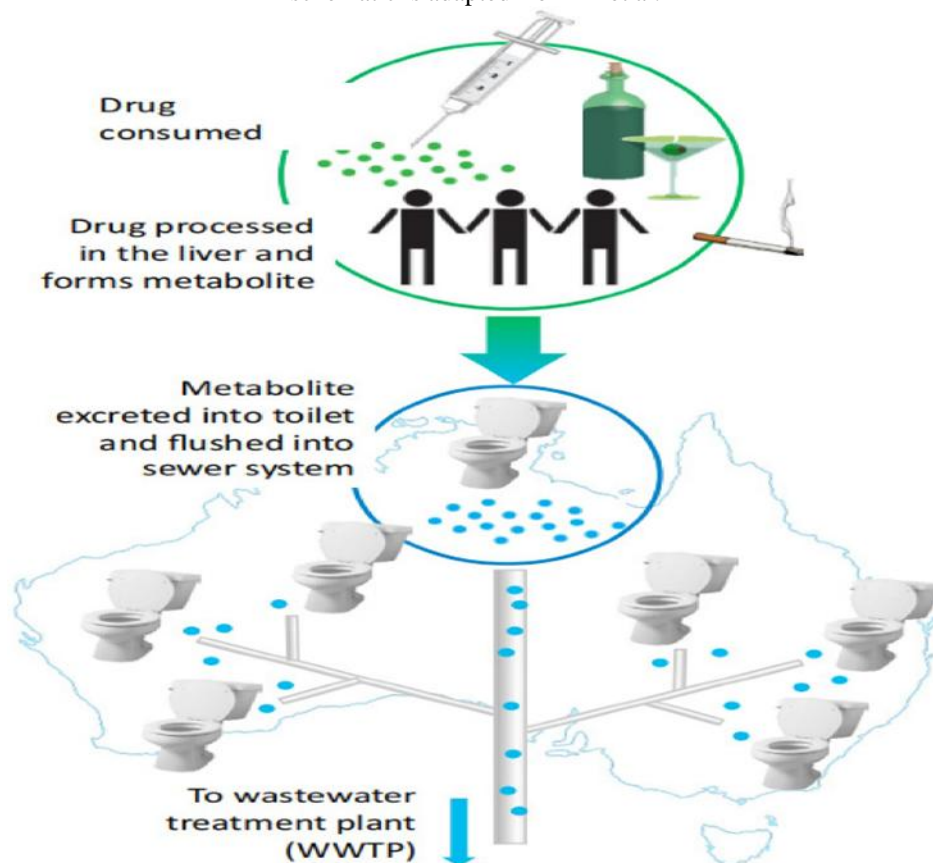 Drug
consumed
Drug processed
in the liver and
forms metabolite
Metabolite
excreted into toilet
and flushed into
sewer system
To wastewater
treatment plant
(WWTP)